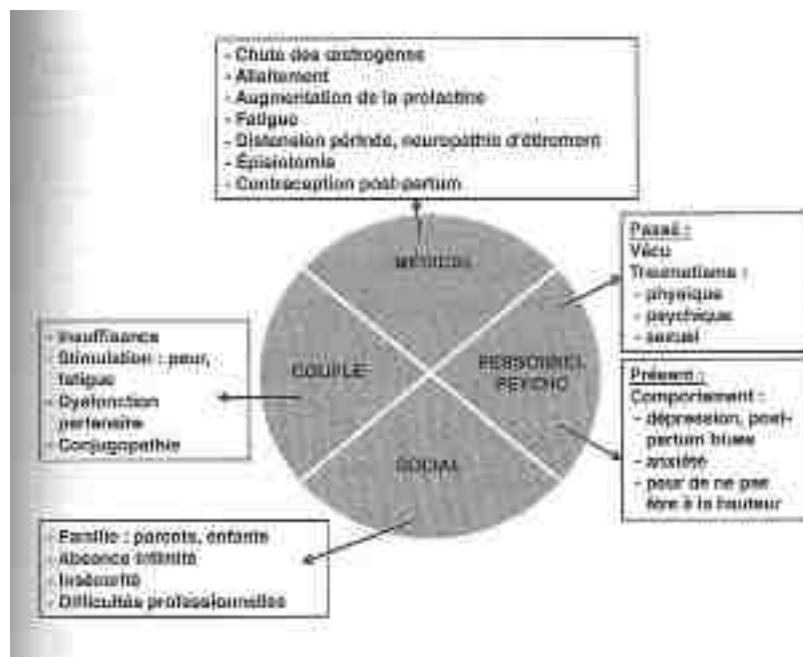 - Chute des œstrogène
- Allaitement
- Augmentation de la prolactine
- Fatigue
- Distension périnée, neuropathie d'étirement
- Épisiotomie
- Contraception post-partum
MÉDICAL
Passé :
Vécu
Traumatisme :
- physique
- psychique
- sexuel
- Insuffisance
Stimulation : peur,
fatigue
- Dysfonction
partenaire
- Conjugopathie
COUPLE
PERSONNEL
PSYCHO
Présent :
Comportement :
- dépression, post-
partum blues
- anxiété
- peur de ne pas
être à la hauteur
SOCIAL
- Famille : parents, enfants
- Absence intimité
- Insécurité
- Difficultés professionnelles